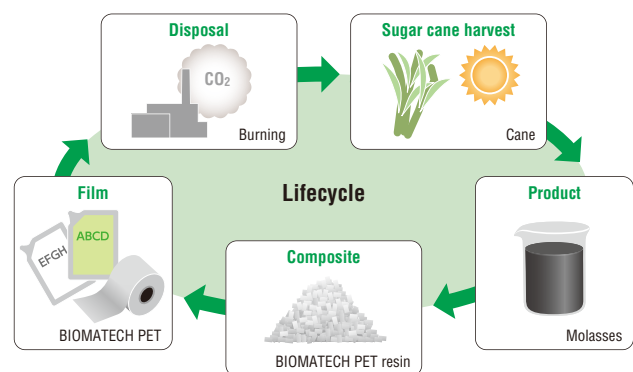 Disposal
CO₂
Burning
Sugar cane harvest
Cane
Lifecycle
Product
Molasses
Composite
BIOMATECH PET resin
Film
EFGH
ABCD
BIOMATECH PET